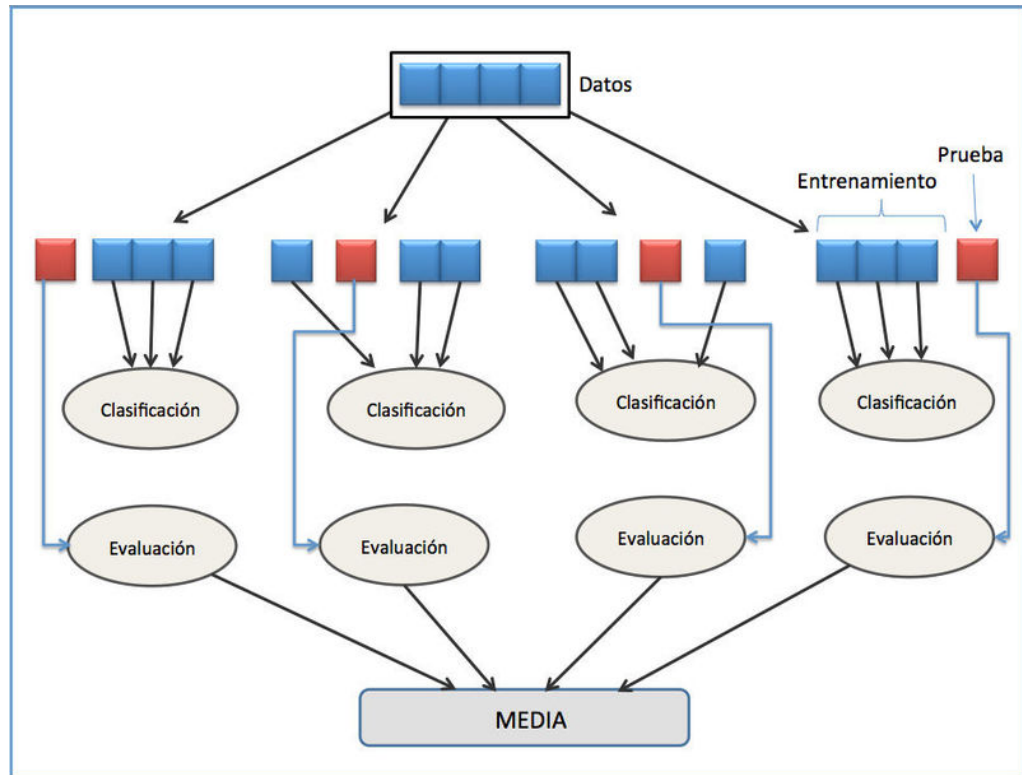 Datos
Prueba
Entrenamiento
Clasificación
Clasificación
Clasificación
Clasificación
Evaluación
Evaluación
Evaluación
Evaluación
MEDIA